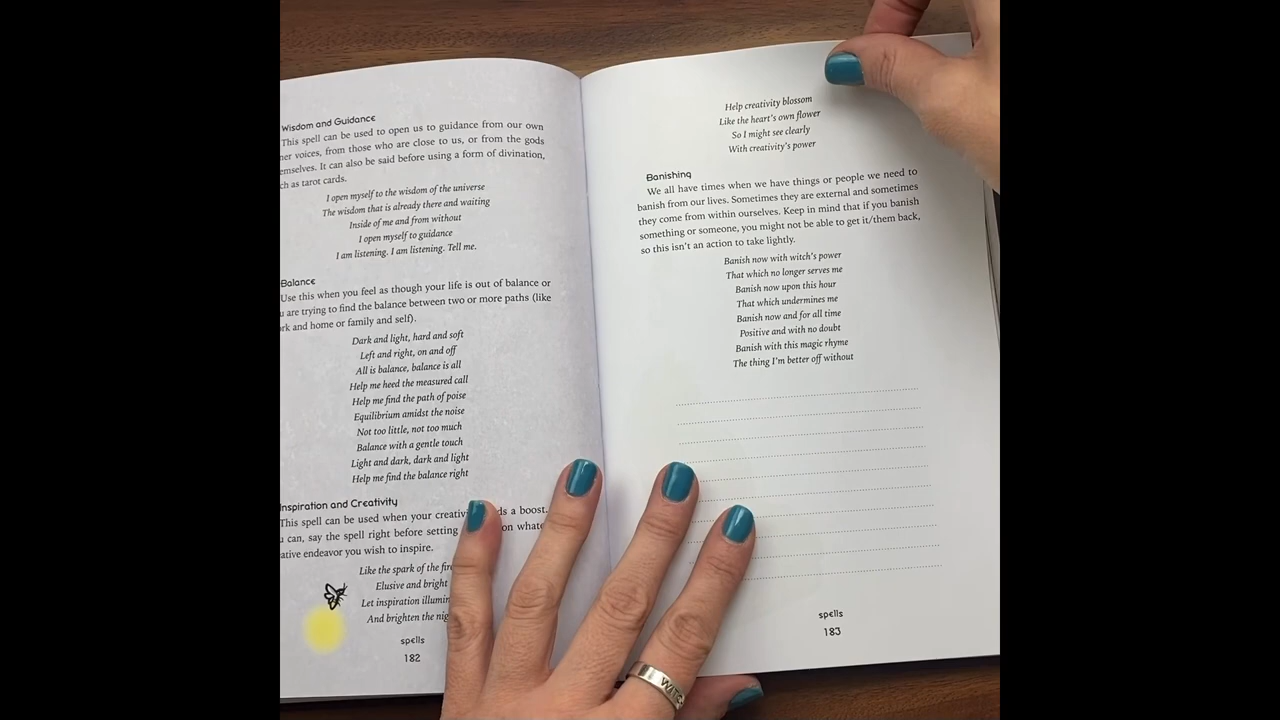 Wisdom and Guidance
This spell can be used to open us to guidance from our own
voices, from those who are close to us, or from the gods
It can also be said before using a form of divination,
as tarot cards.
I open myself to the wisdom of the universe
The wisdom that is already there and waiting
Inside of me and from without
I open myself to guidance
I am listening. I am listening. Tell me.
Balance
Use this when you feel as though your life is out of balance or
are trying to find the balance between two or more paths (like
and home or family and self).
Dark and light, hard and soft
Left and right, on and off
All is balance, balance is all
Help me heed the measured call
Help me find the path of poise
Equilibrium amidst the noise
Not too little, not too much
Balance with a gentle touch
Light and dark, dark and light
Help me find the balance right
Inspiration and Creativity
This spell can be used when your a boost.
can, say the spell right before setting on
endeavor you wish to inspire.
Like the spark of the
Elusive and bright
Let inspiration
And brighten the
spells
182
Help creativity blossom
Like the heart's own flower
So I might see clearly
With creativity's power
Banishing
We all have times when we have things or people we need to
banish from our lives. Sometimes they are external and sometimes
they come from within ourselves. Keep in mind that if you banish
something or someone, you might not be able to get it/them back,
so this isn't an action to take lightly.
Banish now with witch's power
That which no longer serves me
Banish now upon this hour
That which undermines me
Banish now and for all time
Positive and with no doubt
Banish with this magic rhyme
The thing I'm better off without
spells
183